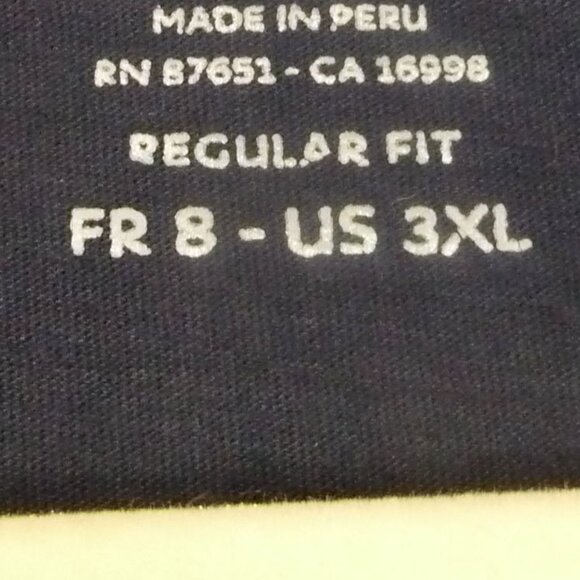 MADE IN PERU
RN 87651 - CA 16998
REGULAR FIT
FR 8 - US 3XL